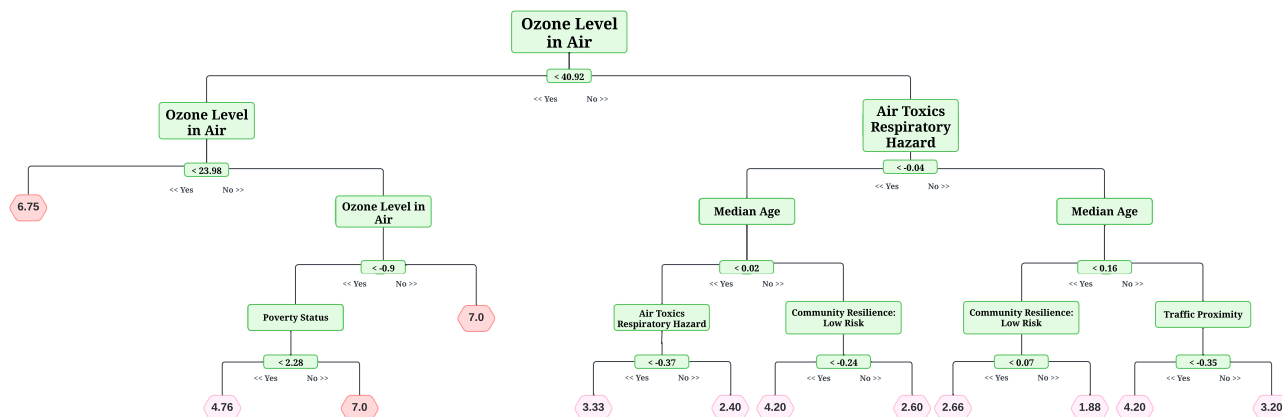 Ozone Level
in Air
< 40.92
<< Yes
No >>
Ozone Level
in Air
Air Toxics
Respiratory
Hazard
< 23.98
<< Yes
No >>
< -0.04
<< Yes
No >>
6.75
Ozone Level in
Air
Median Age
Median Age
< -0.9
<< Yes
No >>
< 0.02
<< Yes
No >>
< 0.16
<< Yes
No >>
Poverty Status
7.0
Air Toxics
Respiratory Hazard
Community Resilience:
Low Risk
Community Resilience:
Low Risk
Traffic Proximity
< 2.28
<< Yes
No >>
< -0.37
<< Yes
No >>
< -0.24
<< Yes
No >>
< 0.07
<< Yes
No >>
< -0.35
<< Yes
No >>
4.76
7.0
3.33
2.40
4.20
2.60
2.66
1.88
4.20
3.20